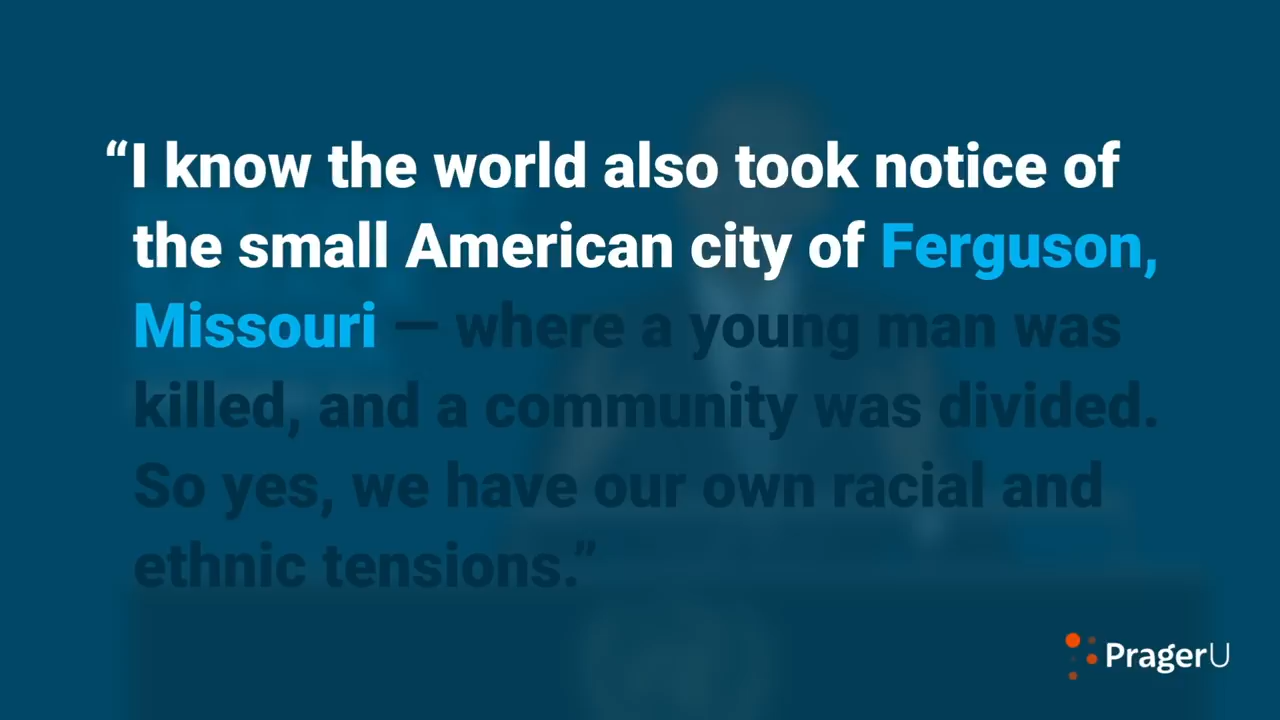 “I know the world also took notice of
the small American city of Ferguson,
Missouri — where a young man was
killed, and a community was divided.
So yes, we have our own racial and
ethnic tensions.”
PragerU